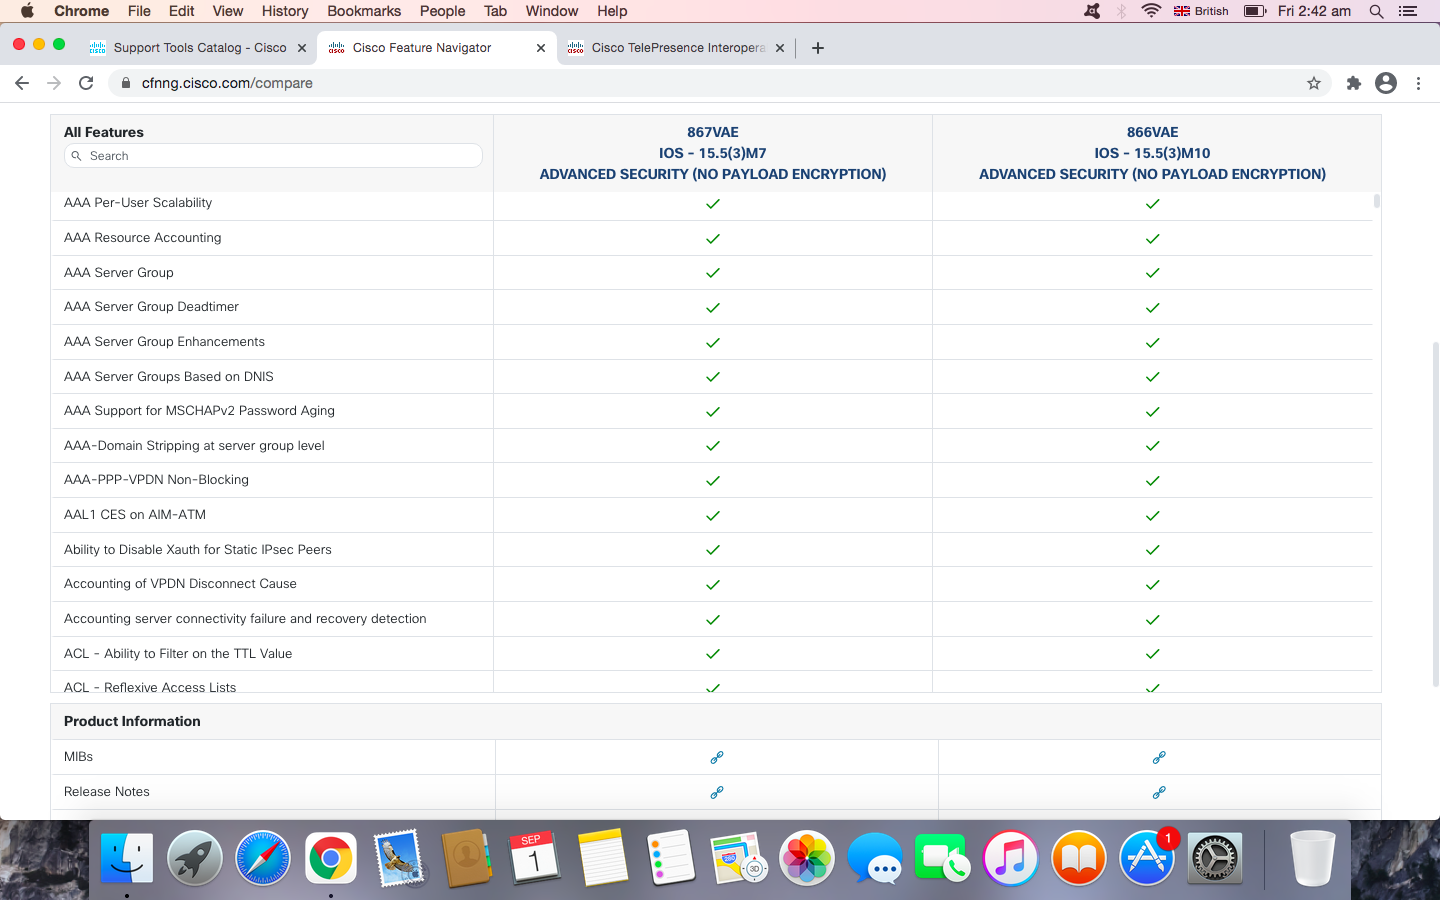 Chrome File Edit View History Bookmarks People Tab Window Help British Fri 2:42 am
Support Tools Catalog - Cisco Cisco Feature Navigator Cisco TelePresence Interopera
cfnng.cisco.com/compare
All Features
Search
867VAE
IOS - 15.5(3)M7
ADVANCED SECURITY (NO PAYLOAD ENCRYPTION)
866VAE
IOS - 15.5(3)M10
ADVANCED SECURITY (NO PAYLOAD ENCRYPTION)
AAA Per-User Scalability
AAA Resource Accounting
AAA Server Group
AAA Server Group Deadtimer
AAA Server Group Enhancements
AAA Server Groups Based on DNIS
AAA Support for MSCHAPv2 Password Aging
AAA-Domain Stripping at server group level
AAA-PPP-VPDN Non-Blocking
AAL1 CES on AIM-ATM
Ability to Disable Xauth for Static IPsec Peers
Accounting of VPDN Disconnect Cause
Accounting server connectivity failure and recovery detection
ACL - Ability to Filter on the TTL Value
ACL - Reflexive Access Lists
Product Information
MIBs
Release Notes
SEP
1
280
3D
1